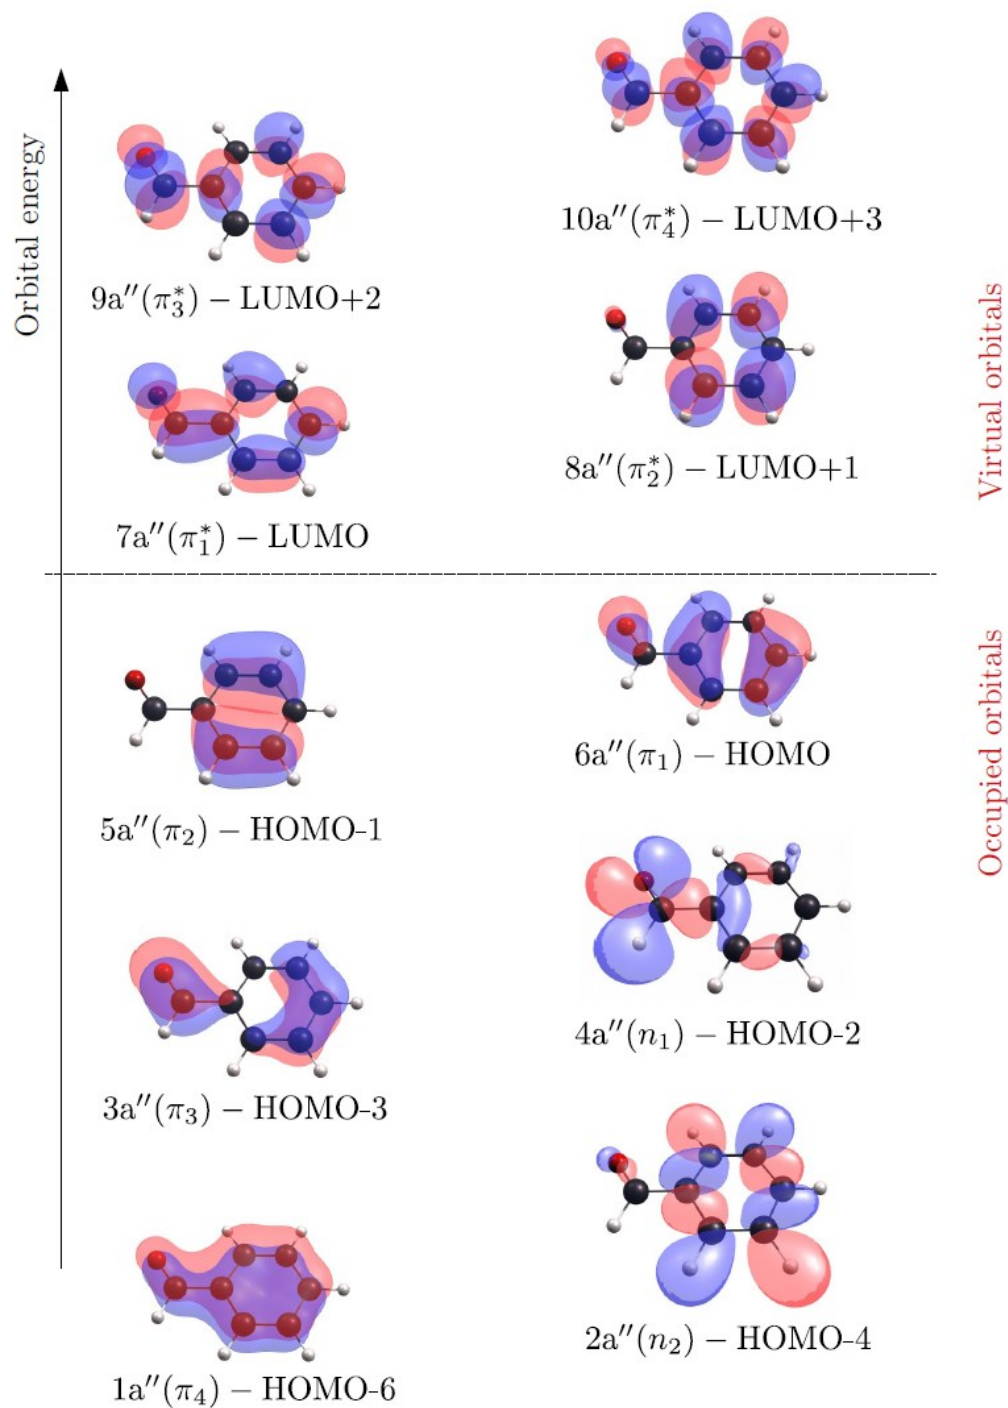 Orbital energy
10a″(π₄*) – LUMO+3
9a″(π₃*) – LUMO+2
8a″(π₂*) – LUMO+1
7a″(π₁*) – LUMO
Virtual orbitals
6a″(π₁) – HOMO
5a″(π₂) – HOMO-1
4a″(n₁) – HOMO-2
3a″(π₃) – HOMO-3
2a″(n₂) – HOMO-4
1a″(π₄) – HOMO-6
Occupied orbitals